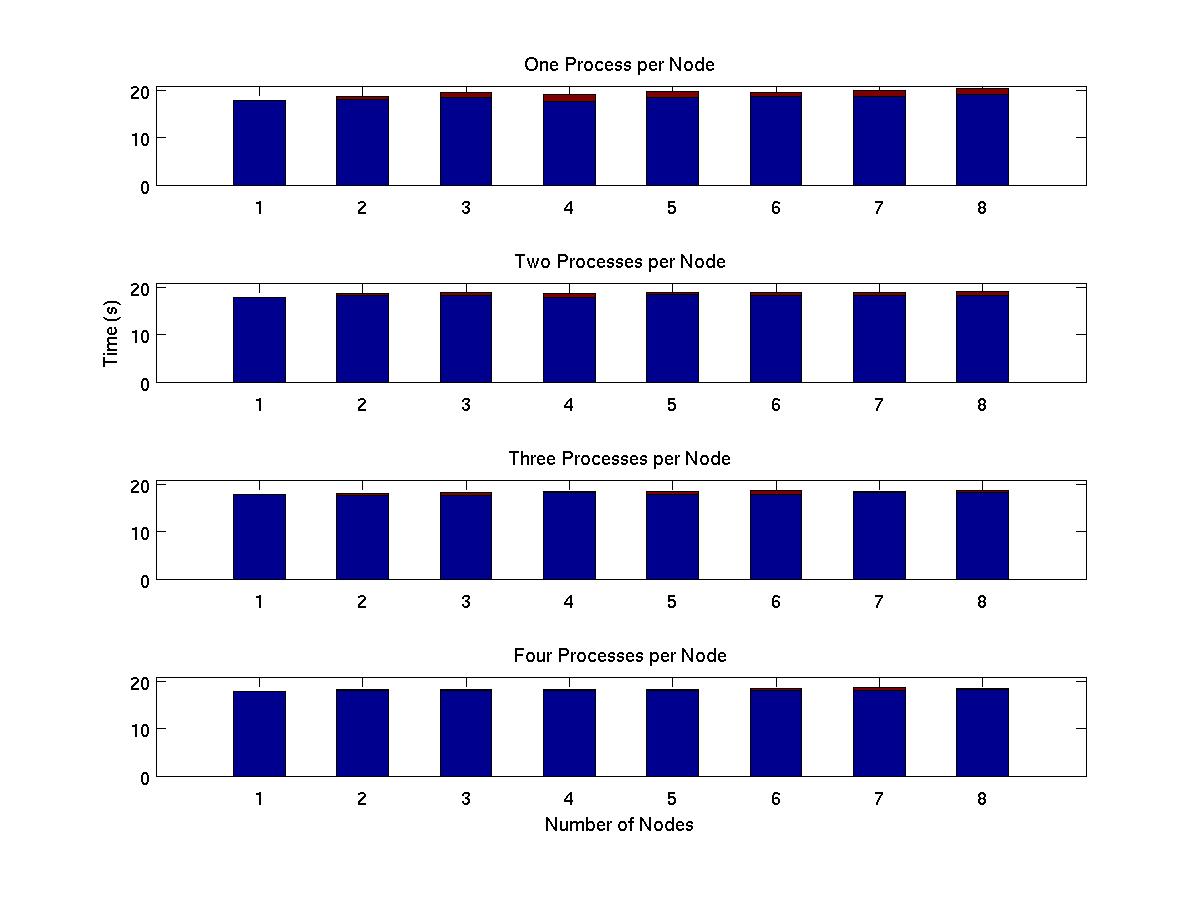 One Process per Node
20
10
0
1 2 3 4 5 6 7 8
Two Processes per Node
20
10
0
1 2 3 4 5 6 7 8
Time (s)
Three Processes per Node
20
10
0
1 2 3 4 5 6 7 8
Four Processes per Node
20
10
0
1 2 3 4 5 6 7 8
Number of Nodes